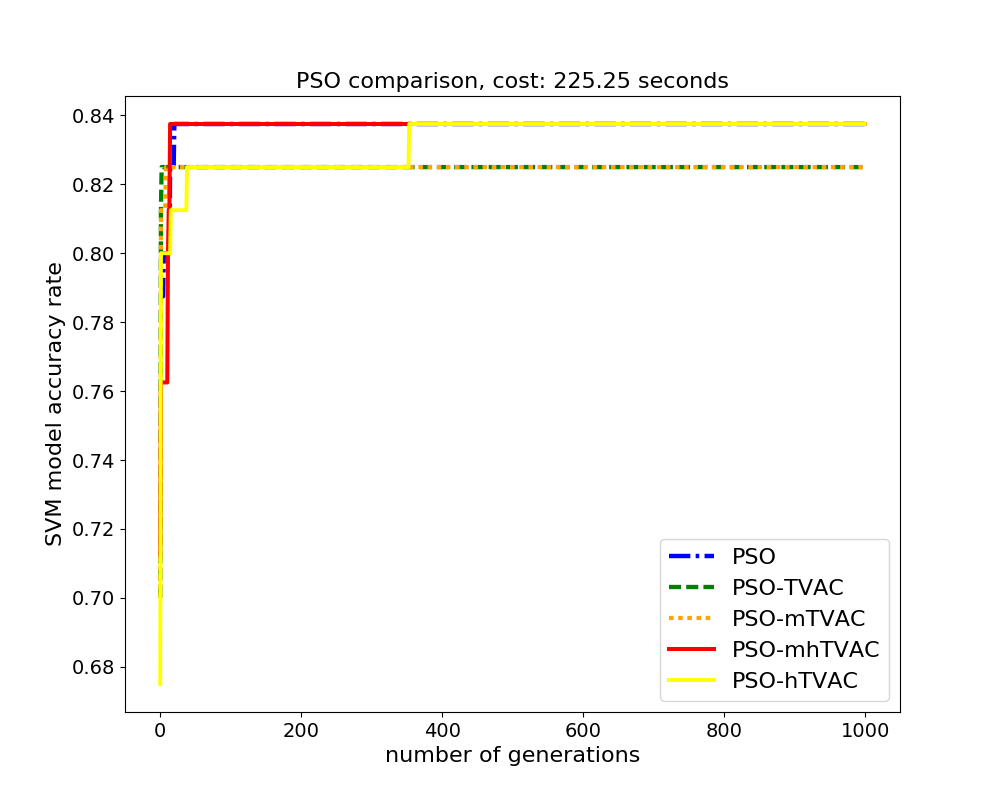 PSO comparison, cost: 225.25 seconds
SVM model accuracy rate
0.84
0.82
0.80
0.78
0.76
0.74
0.72
0.70
0.68
0
200
400
600
800
1000
number of generations
PSO
PSO-TVAC
PSO-mTVAC
PSO-mhTVAC
PSO-hTVAC